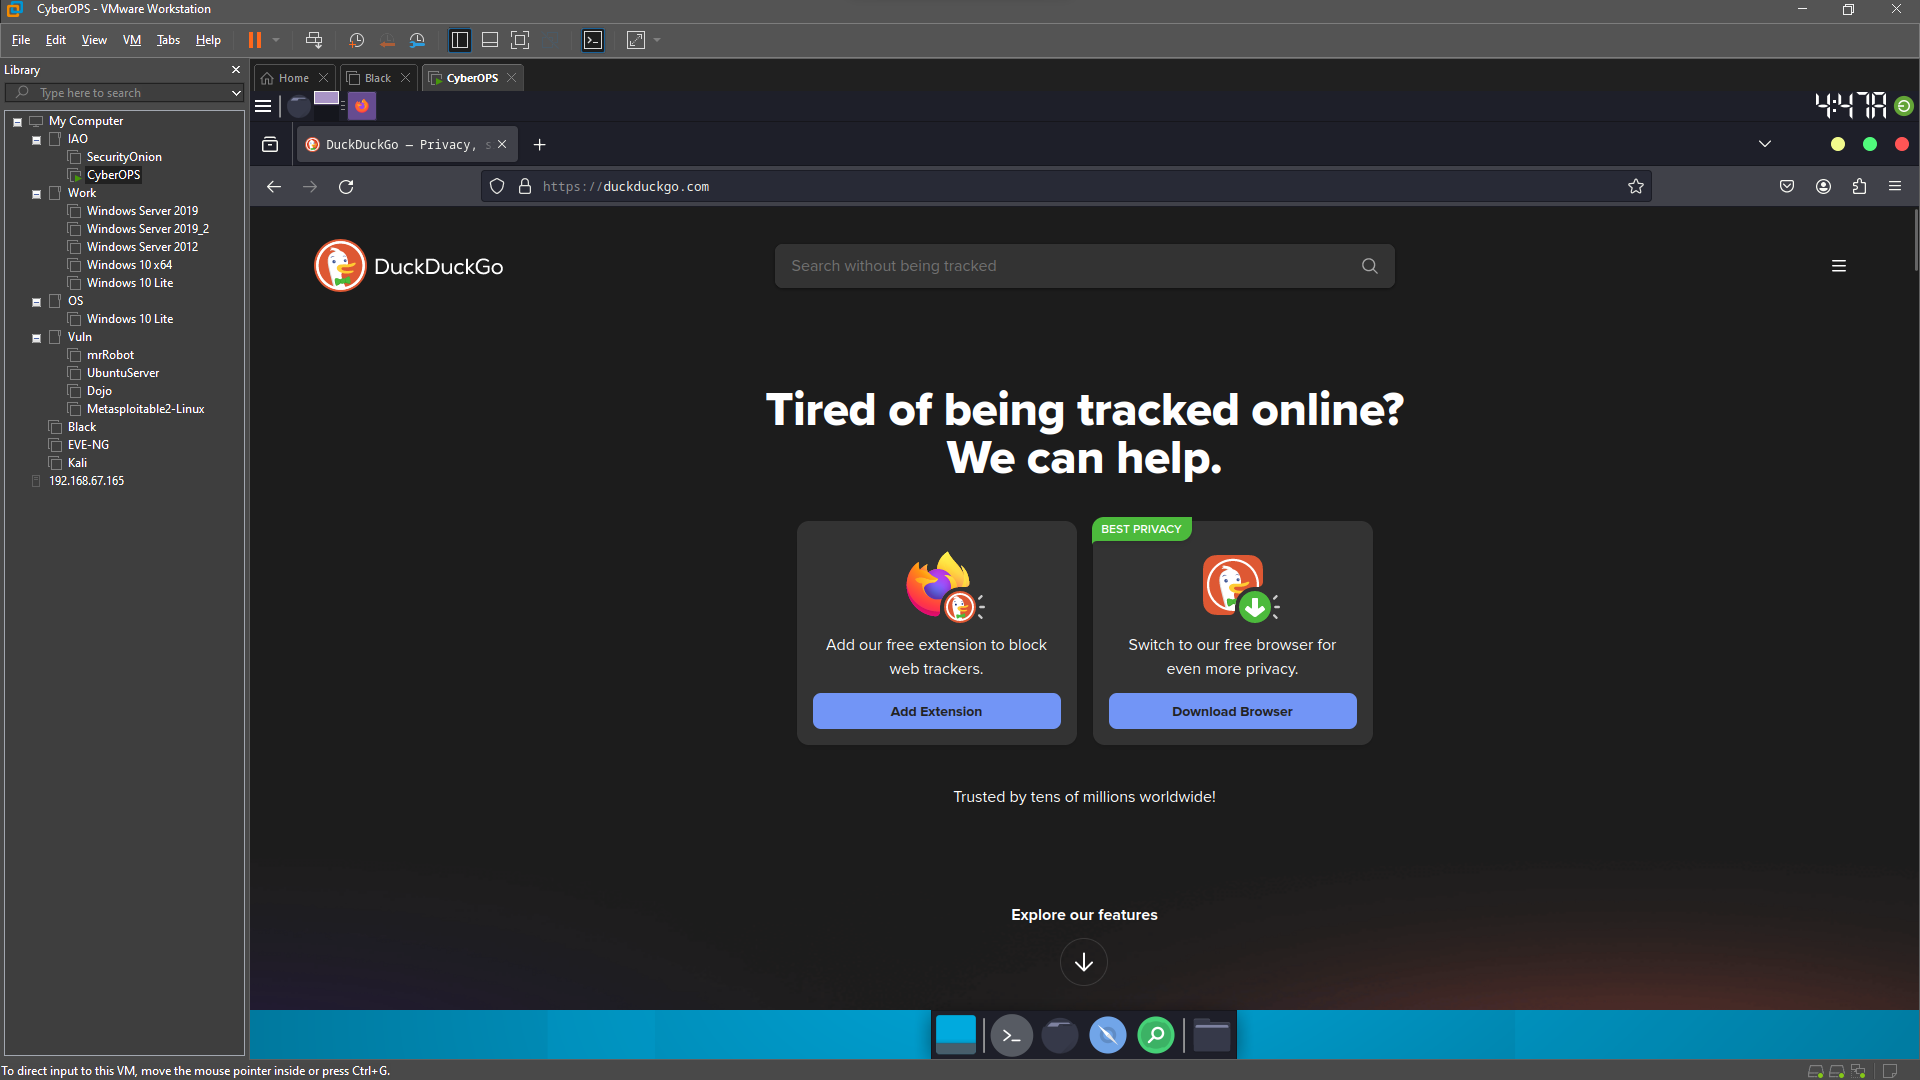 CyberOPS - VMware Workstation
File Edit View VM Tabs Help
Library
Type here to search
My Computer
IAO
SecurityOnion
CyberOPS
Work
Windows Server 2019
Windows Server 2019_2
Windows Server 2012
Windows 10 x64
Windows 10 Lite
OS
Windows 10 Lite
Vuln
mrRobot
UbuntuServer
Dojo
Metasploitable2-Linux
Black
EVE-NG
Kali
192.168.67.165
Home Black CyberOPS
4:47A
DuckDuckGo — Privacy, s
https://duckduckgo.com
DuckDuckGo
Search without being tracked
Tired of being tracked online?
We can help.
Add our free extension to block
web trackers.
Add Extension
BEST PRIVACY
Switch to our free browser for
even more privacy.
Download Browser
Trusted by tens of millions worldwide!
Explore our features
To direct input to this VM, move the mouse pointer inside or press Ctrl+G.